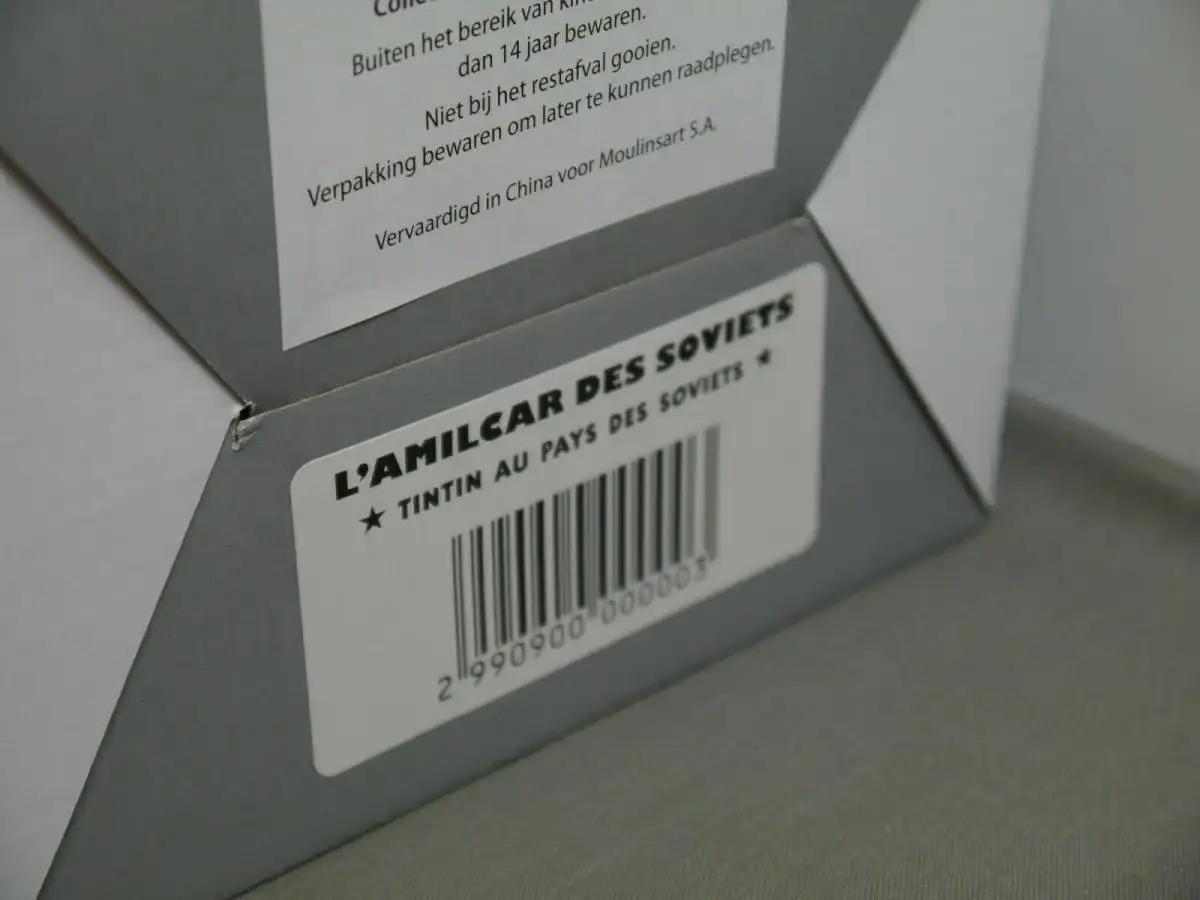 Buiten het bereik van
dan 14 jaar bewaren.
Niet bij het restafval gooien.
Verpakking bewaren om later te kunnen raadplegen.
Vervaardigd in China voor Moulinsart S.A.
L'AMILCAR DES SOVIETS
★ TINTIN AU PAYS DES SOVIETS ★
2 990900 000003